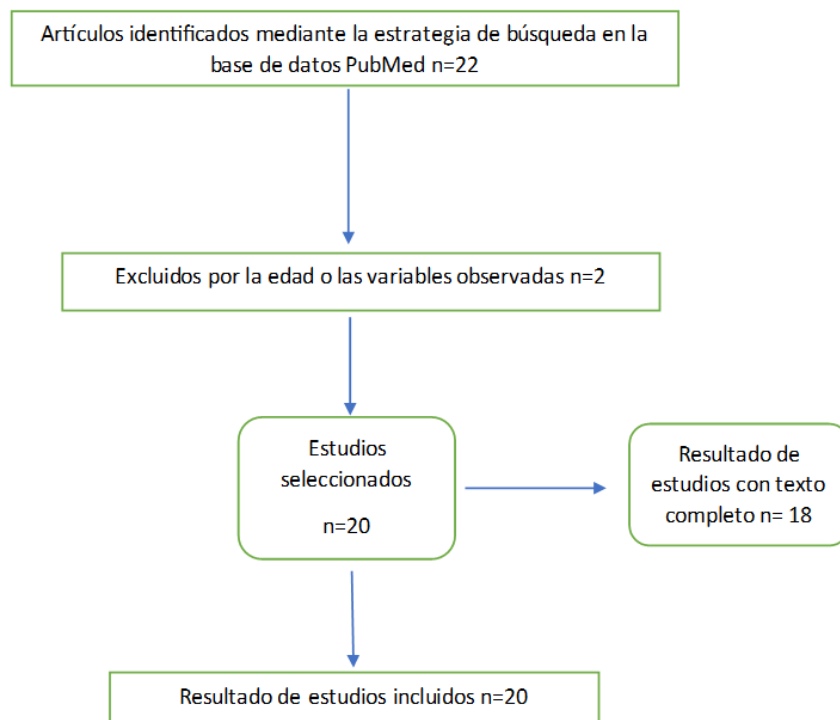 Artículos identificados mediante la estrategia de búsqueda en la
base de datos PubMed n=22
Excluidos por la edad o las variables observadas n=2
Estudios
seleccionados
n=20
Resultado de
estudios con texto
completo n= 18
Resultado de estudios incluidos n=20